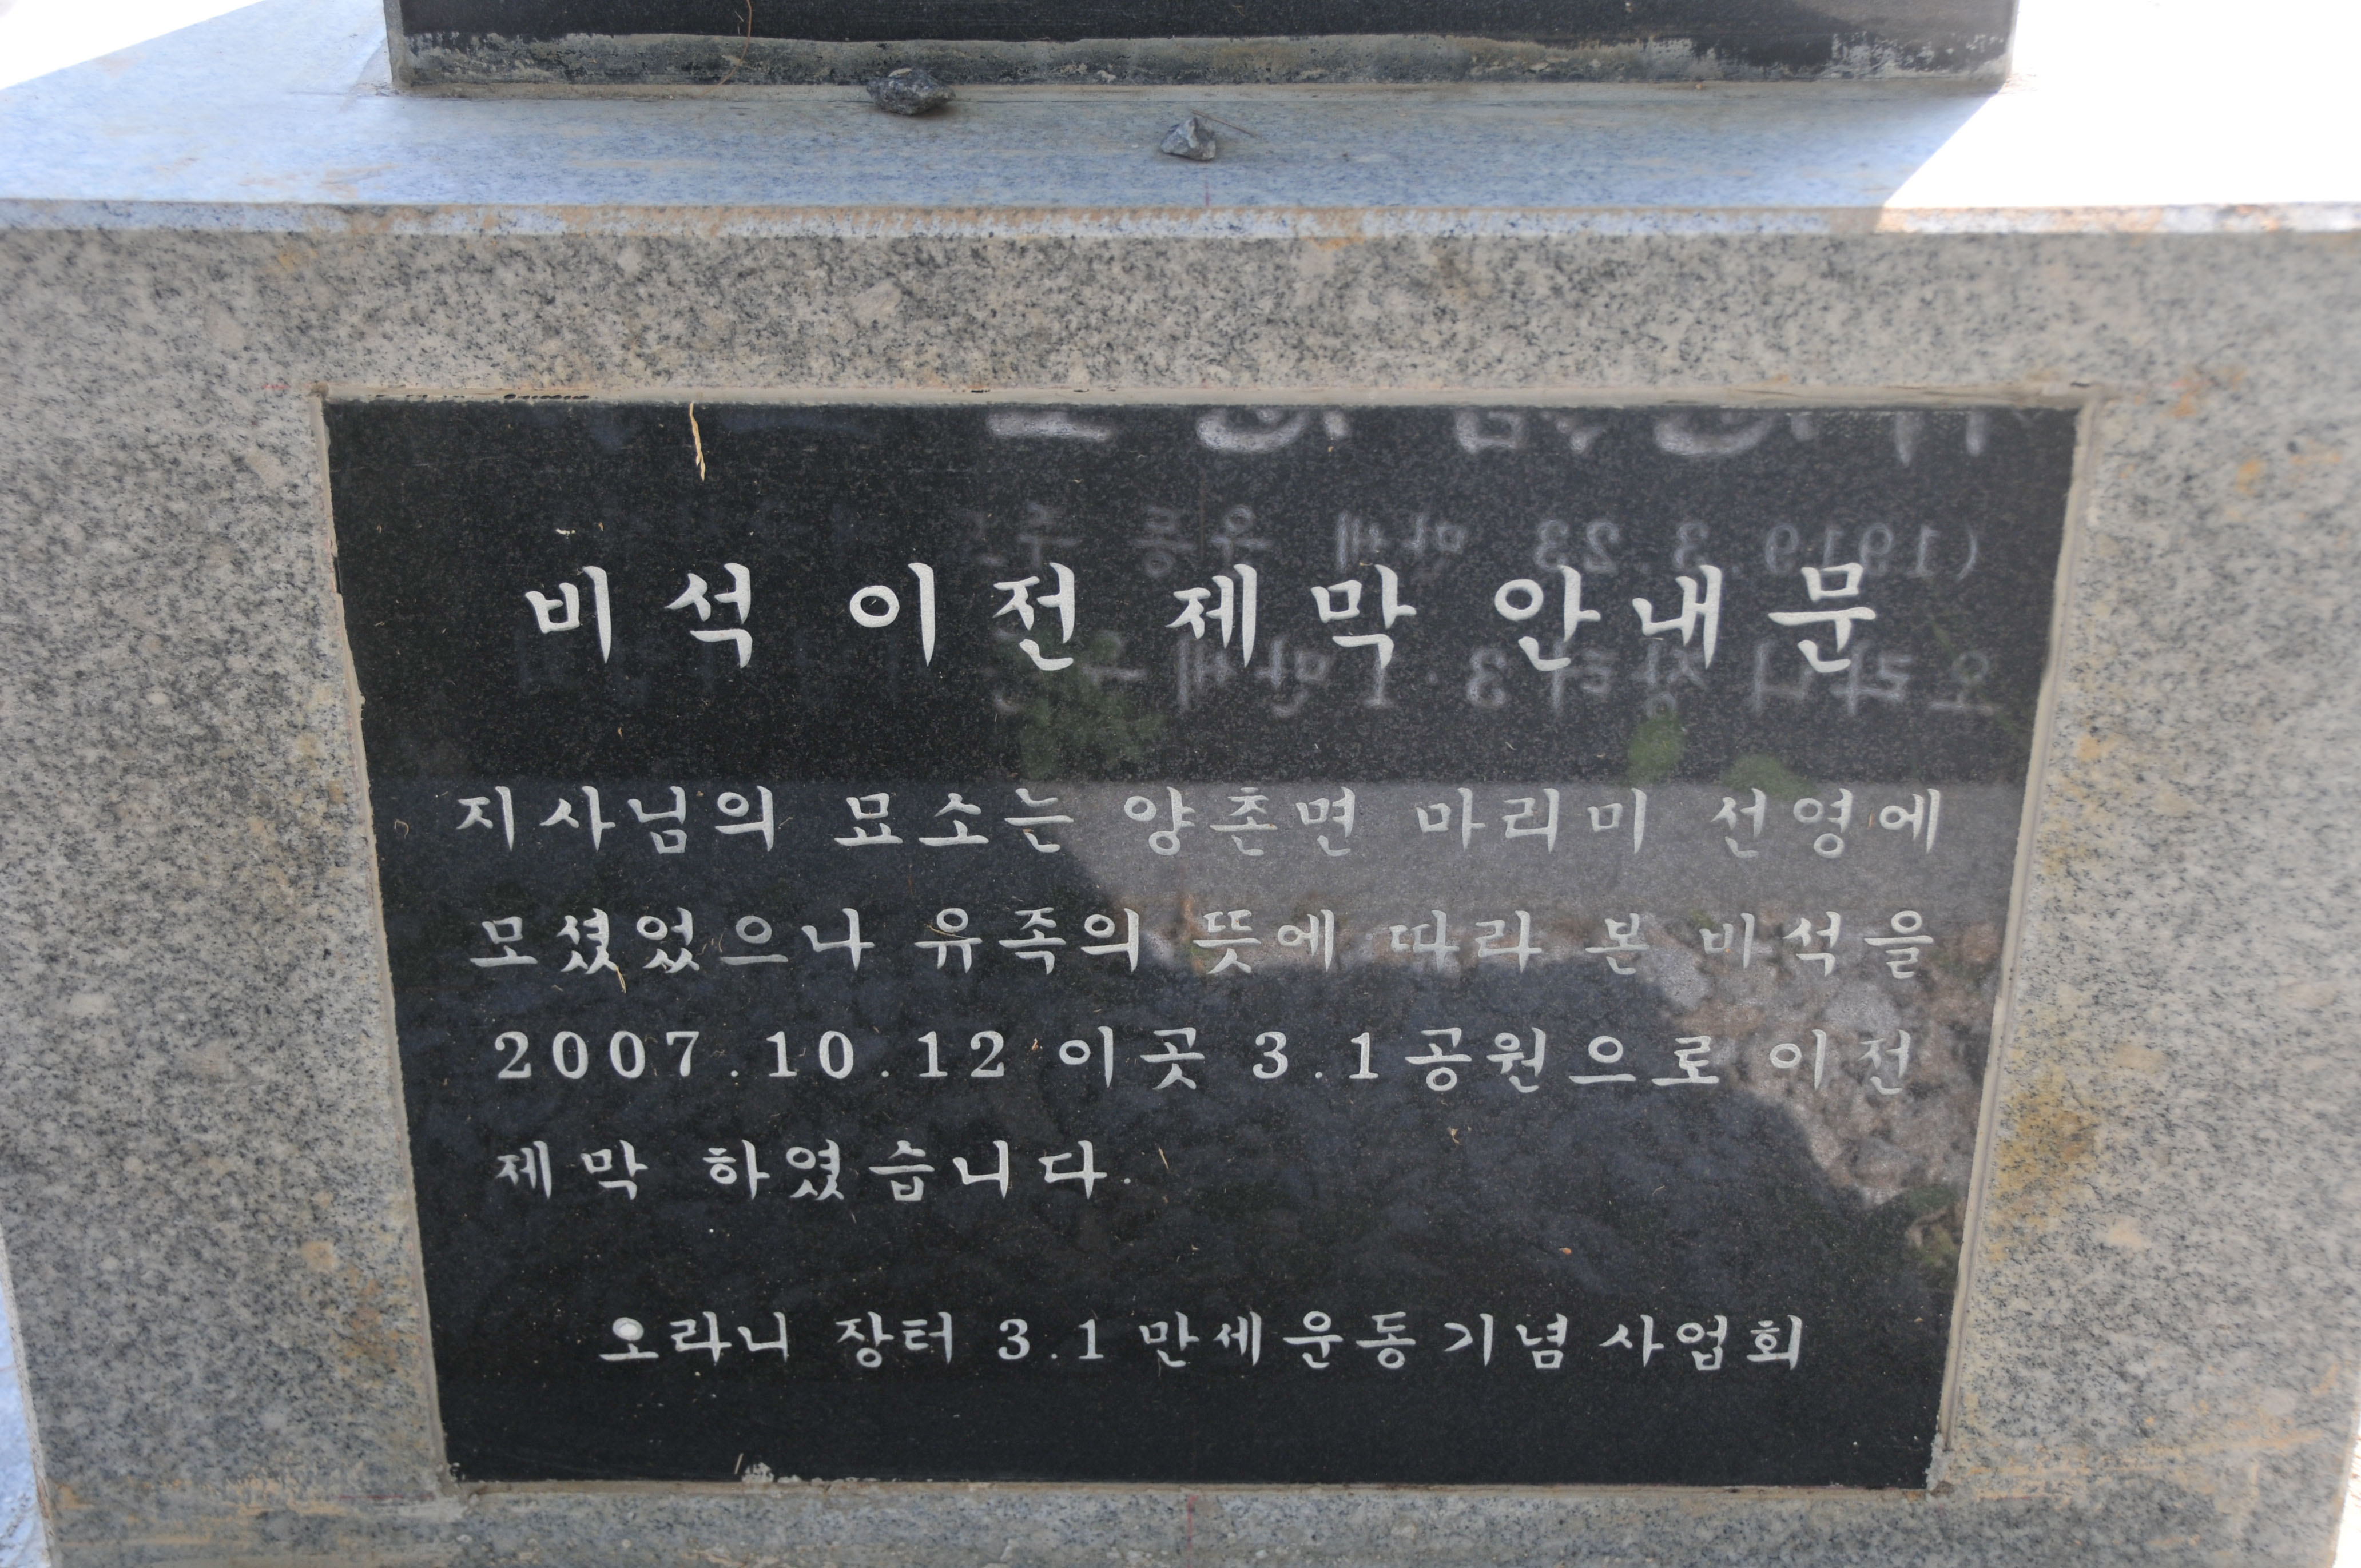 비석 이전 제막 안내문
지사님의 묘소는 양촌면 마리미 선영에
모셨었으나 유족의 뜻에 따라 본 비석을
2007.10.12 이곳 3.1공원으로 이전
제막 하였습니다.
오라니 장터 3.1 만세운동기념사업회